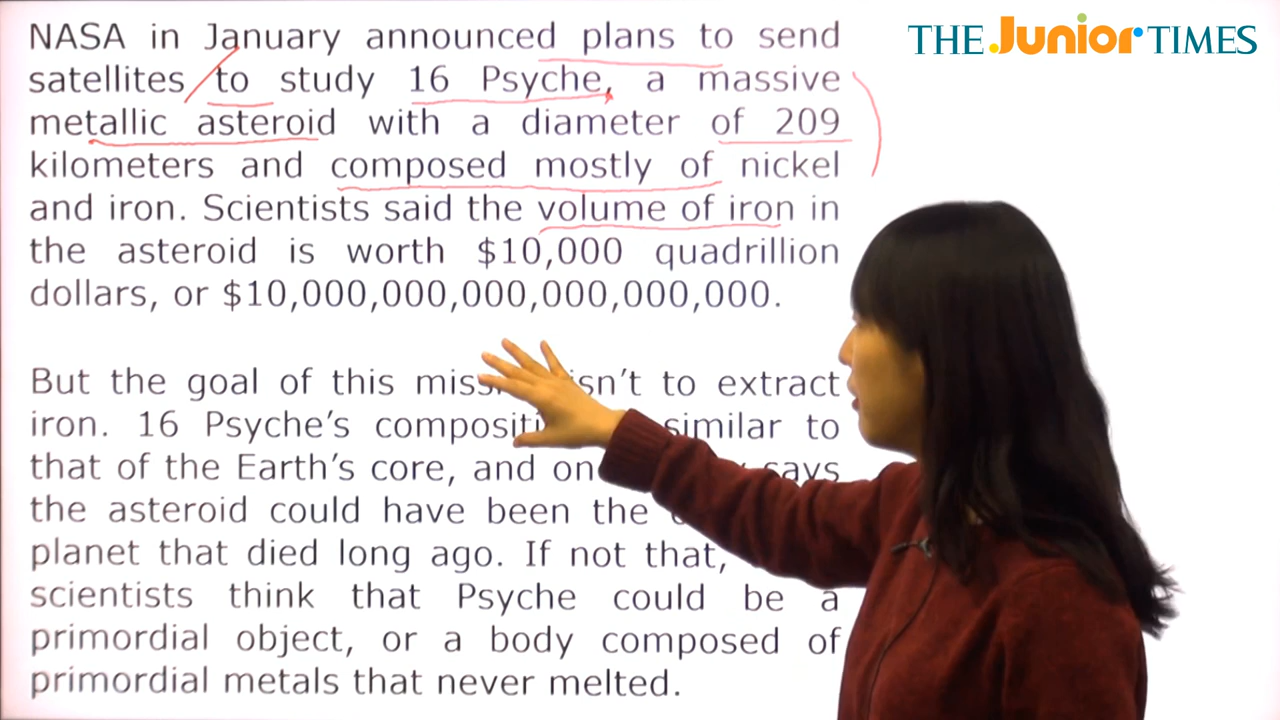 THE Junior TIMES
NASA in January announced plans to send
satellites to study 16 Psyche, a massive
metallic asteroid with a diameter of 209
kilometers and composed mostly of nickel
and iron. Scientists said the volume of iron in
the asteroid is worth $10,000 quadrillion
dollars, or $10,000,000,000,000,000,000.
But the goal of this isn't to extract
iron. 16 Psyche's similar to
that of the Earth's core, and says
the asteroid could have been the
planet that died long ago. If not that,
scientists think that Psyche could be a
primordial object, or a body composed of
primordial metals that never melted.